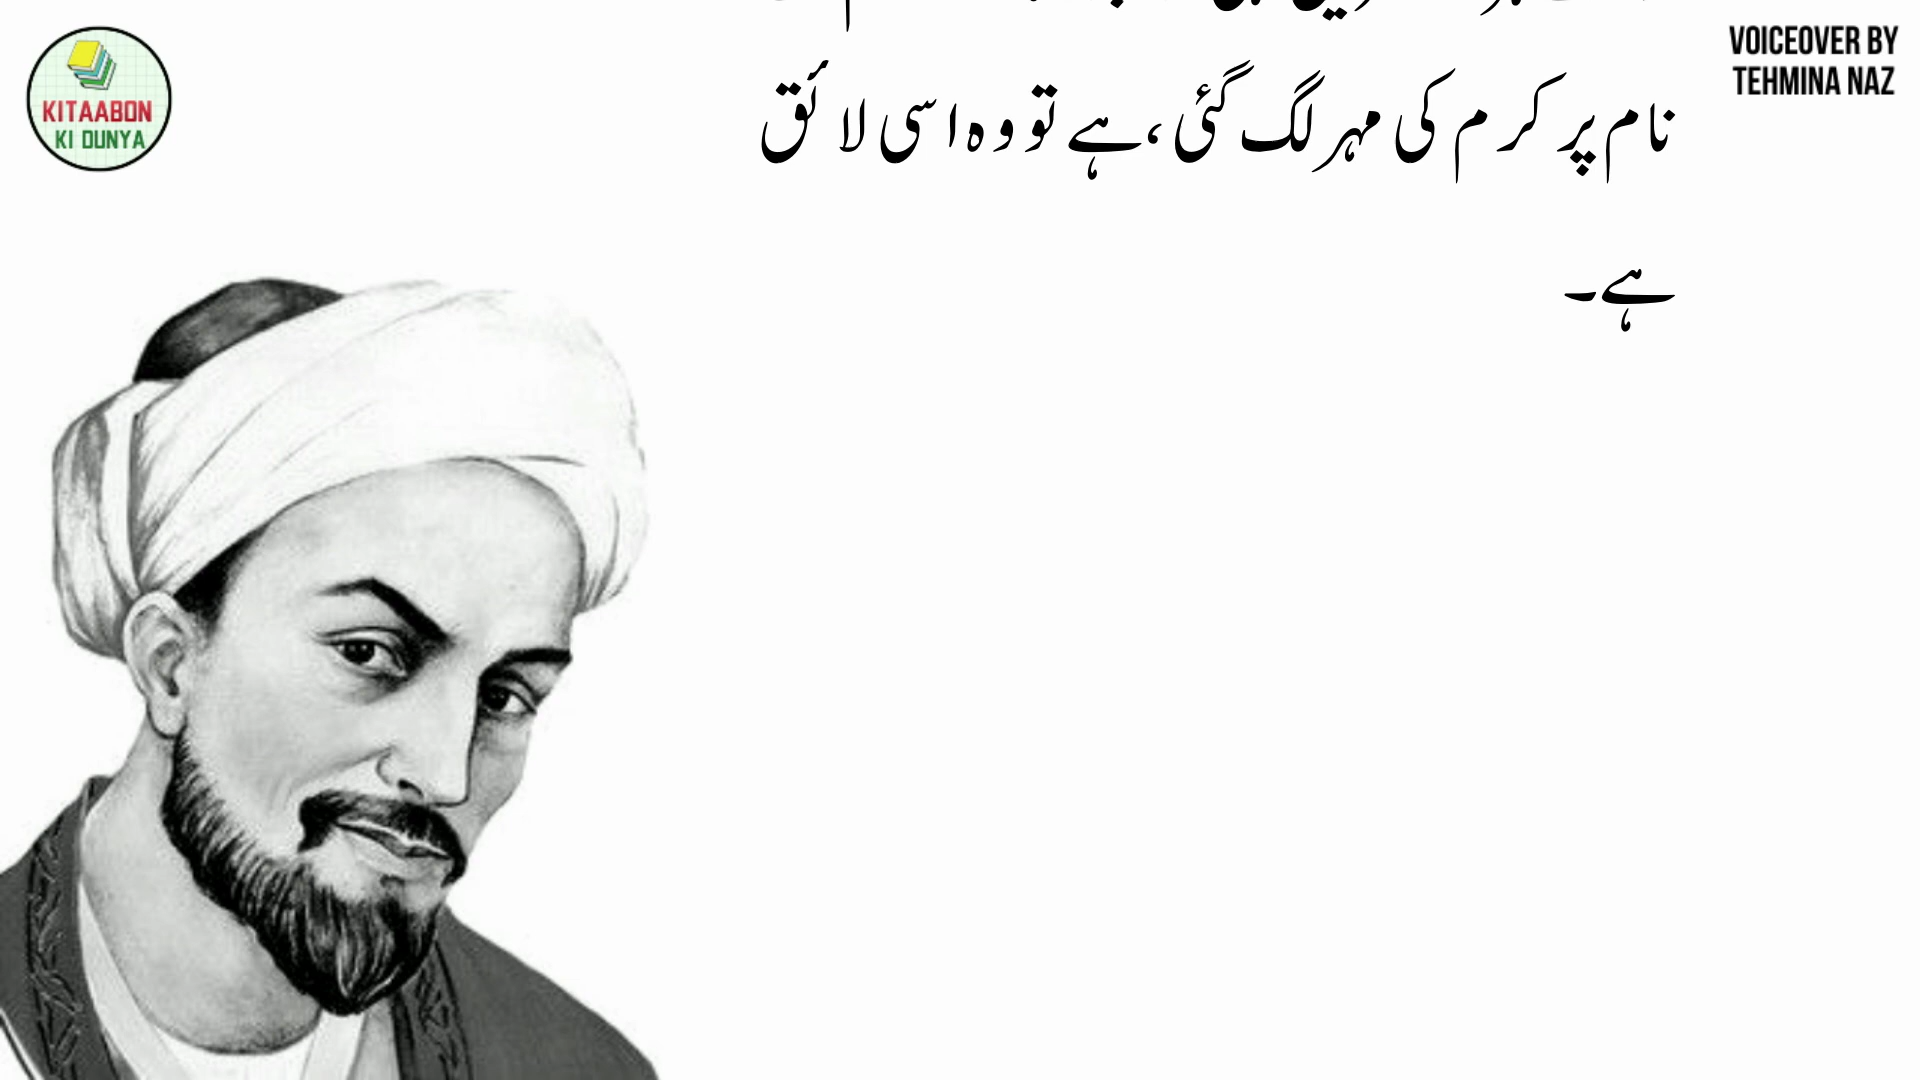 KITAABON
KI DUNYA
VOICEOVER BY
TEHMINA NAZ
نام پر کرم کی مہر لگ گئی، ہے تو وہ اسی لائق
ہے۔